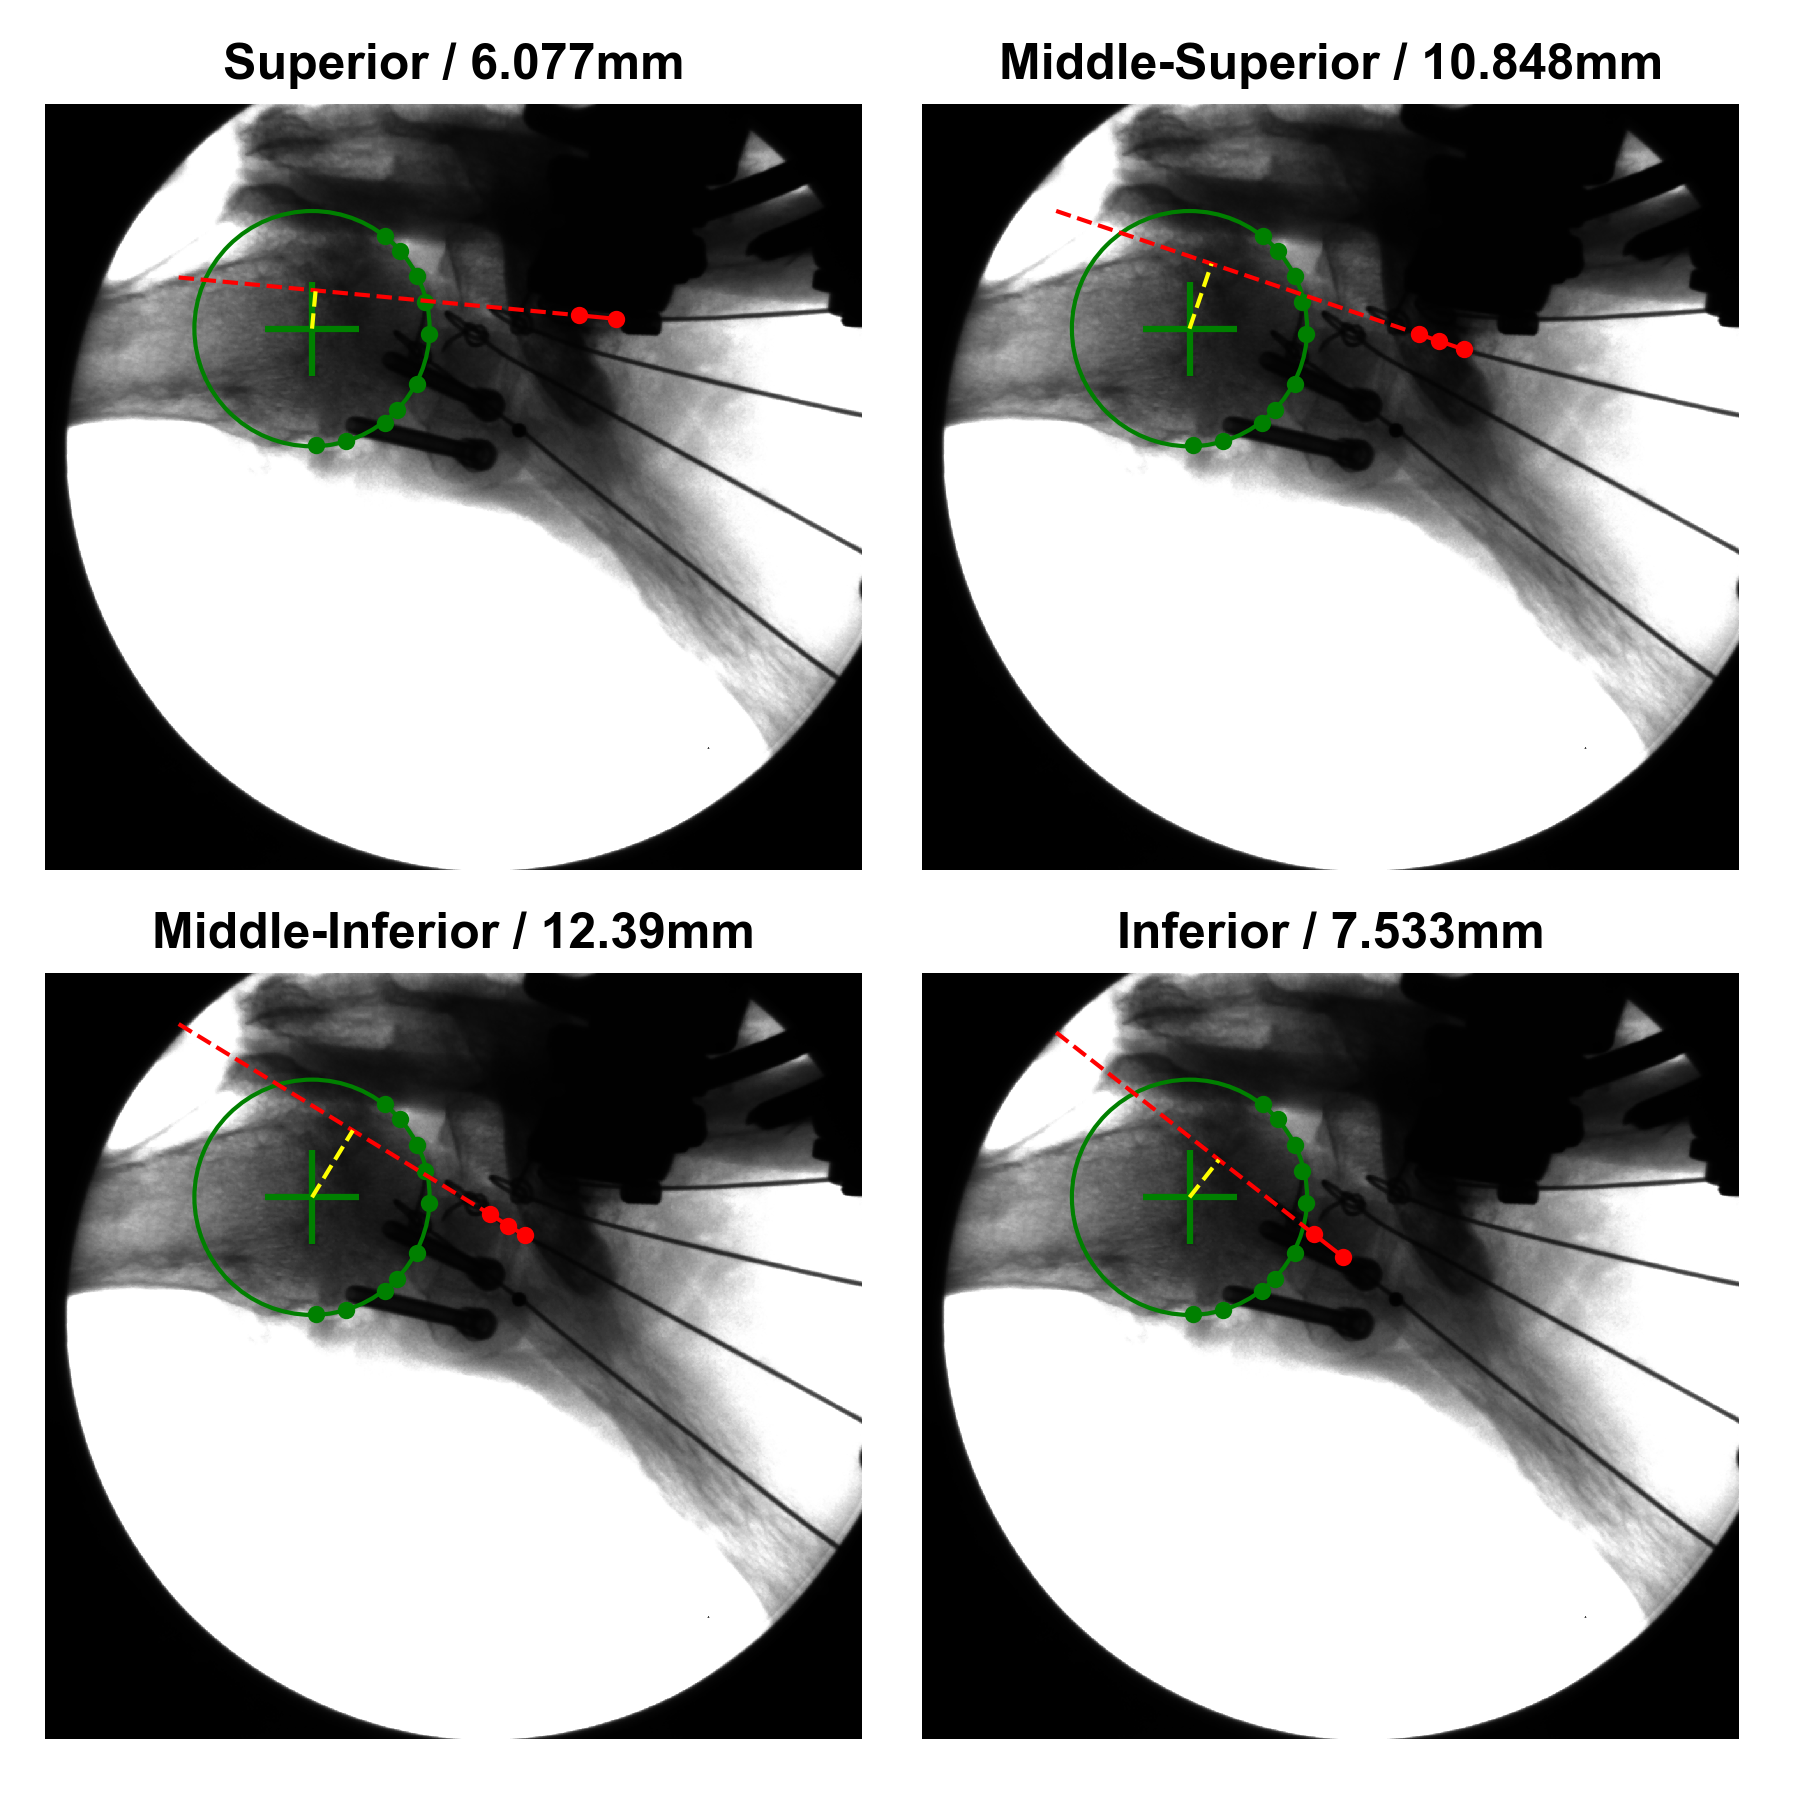 Superior / 6.077mm
Middle-Superior / 10.848mm
Middle-Inferior / 12.39mm
Inferior / 7.533mm